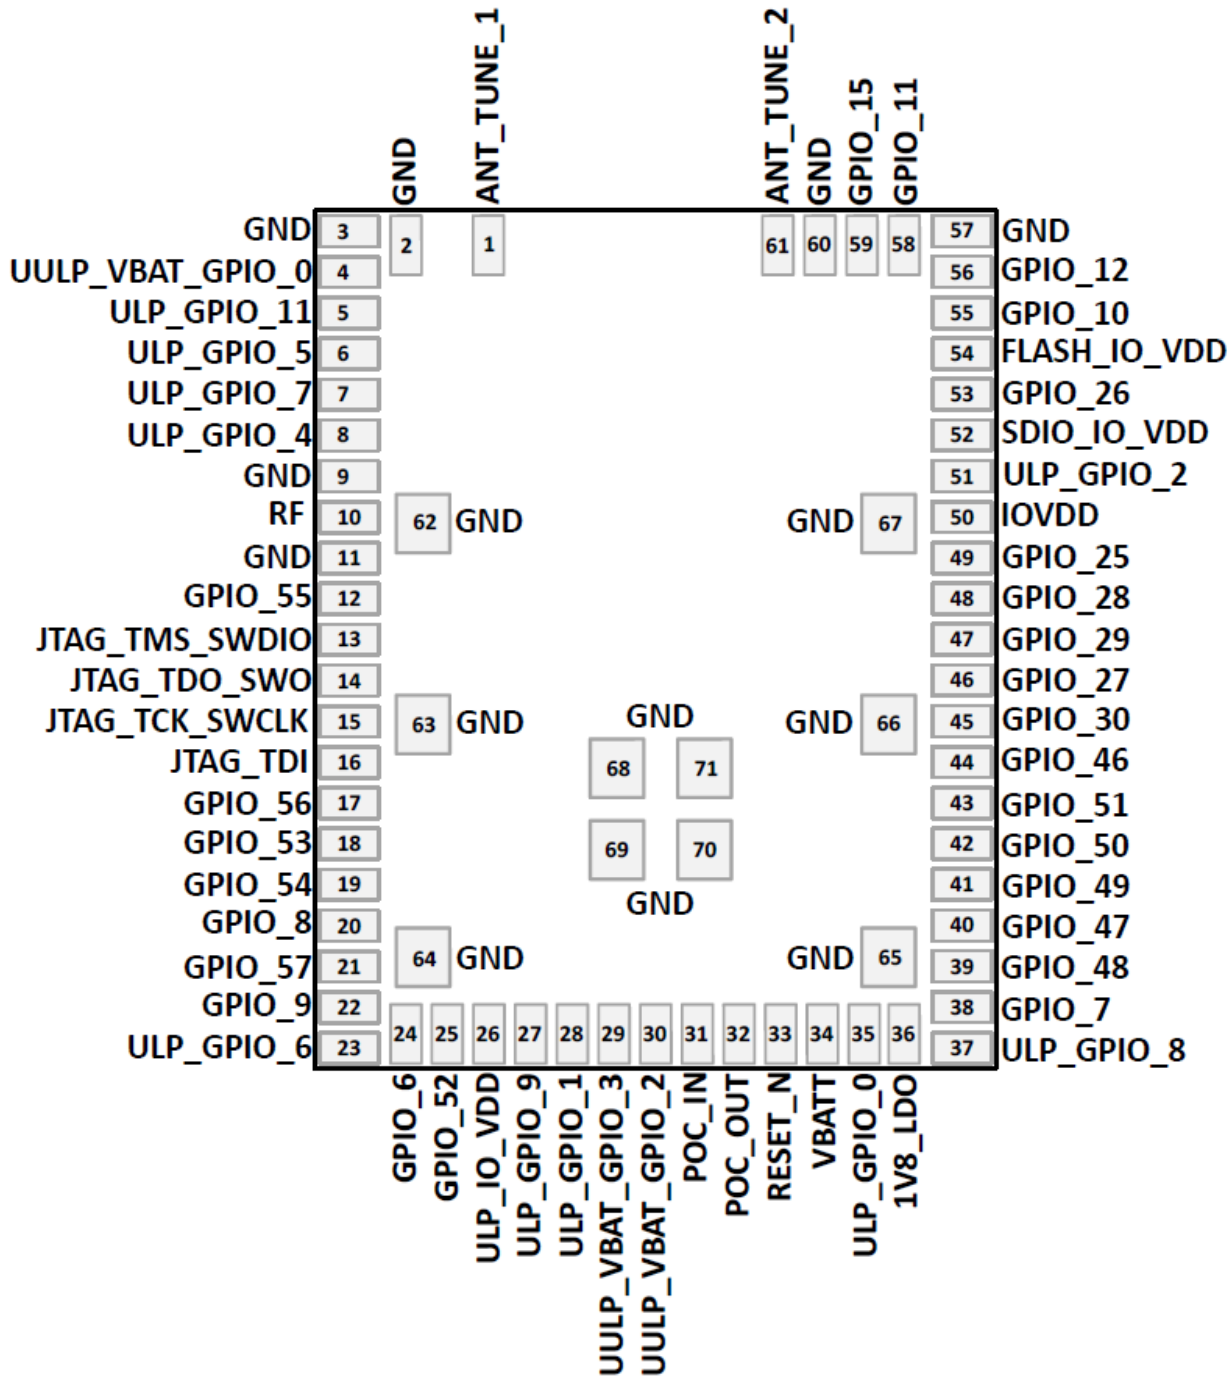 GND
ANT_TUNE_1
ANT_TUNE_2
GND
GPIO_15
GPIO_11
2
1
61
60
59
58
GND 3
UULP_VBAT_GPIO_0 4
ULP_GPIO_11 5
ULP_GPIO_5 6
ULP_GPIO_7 7
ULP_GPIO_4 8
GND 9
RF 10
GND 11
GPIO_55 12
JTAG_TMS_SWDIO 13
JTAG_TDO_SWO 14
JTAG_TCK_SWCLK 15
JTAG_TDI 16
GPIO_56 17
GPIO_53 18
GPIO_54 19
GPIO_8 20
GPIO_57 21
GPIO_9 22
ULP_GPIO_6 23
62 GND
GND 67
63 GND
GND 66
GND
68 71
69 70
GND
64 GND
GND 65
57 GND
56 GPIO_12
55 GPIO_10
54 FLASH_IO_VDD
53 GPIO_26
52 SDIO_IO_VDD
51 ULP_GPIO_2
50 IOVDD
49 GPIO_25
48 GPIO_28
47 GPIO_29
46 GPIO_27
45 GPIO_30
44 GPIO_46
43 GPIO_51
42 GPIO_50
41 GPIO_49
40 GPIO_47
39 GPIO_48
38 GPIO_7
37 ULP_GPIO_8
24
25
26
27
28
29
30
31
32
33
34
35
36
GPIO_6
GPIO_52
ULP_IO_VDD
ULP_GPIO_9
ULP_GPIO_1
UULP_VBAT_GPIO_3
UULP_VBAT_GPIO_2
POC_IN
POC_OUT
RESET_N
VBATT
ULP_GPIO_0
1V8_LDO